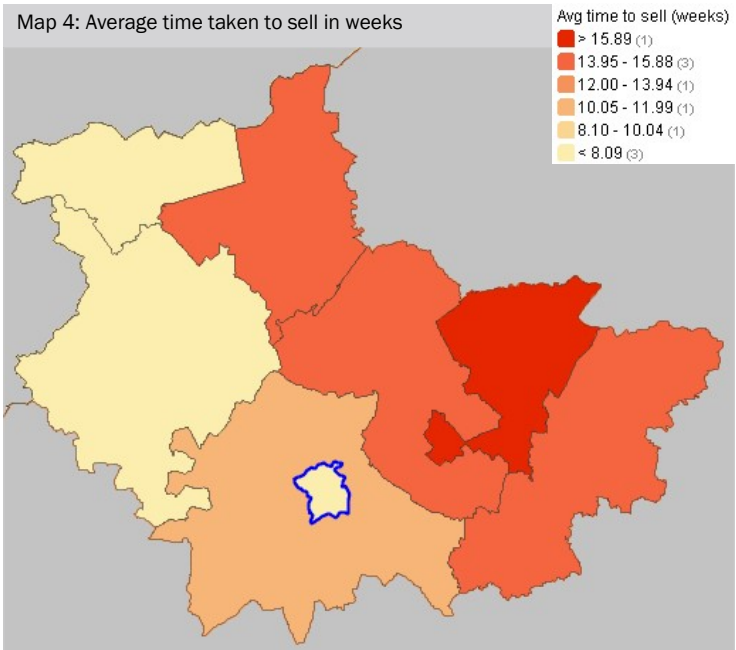 Map 4: Average time taken to sell in weeks
Avg time to sell (weeks)
> 15.89 (1)
13.95 - 15.88 (3)
12.00 - 13.94 (1)
10.05 - 11.99 (1)
8.10 - 10.04 (1)
< 8.09 (3)